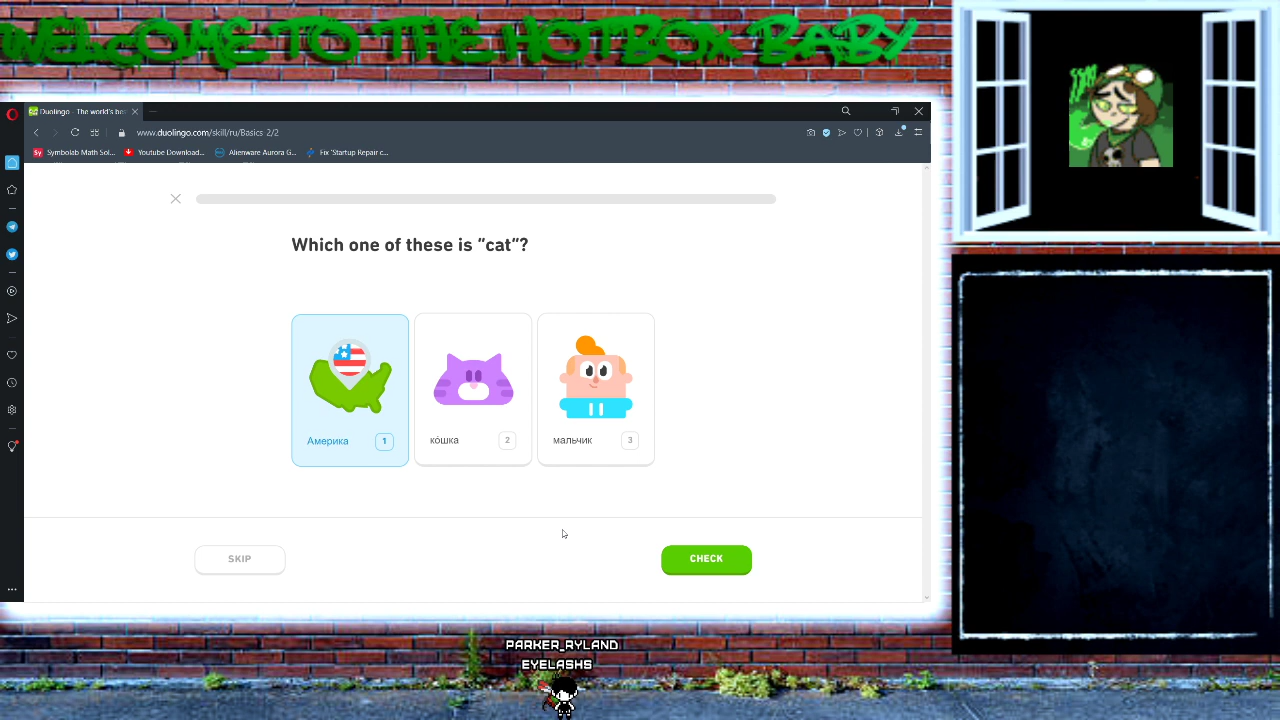 WELCOME TO THE HOTBOX BABY
Duolingo - The world's be
www.duolingo.com/skill/ru/Basics 2/2
Sy Symbolab Math Sol... Youtube Download... Alienware Aurora G... Fix 'Startup Repair c...
Which one of these is "cat"?
Америка 1
ко́шка 2
мальчик 3
SKIP
CHECK
PARKER_RYLAND
EYELASHS